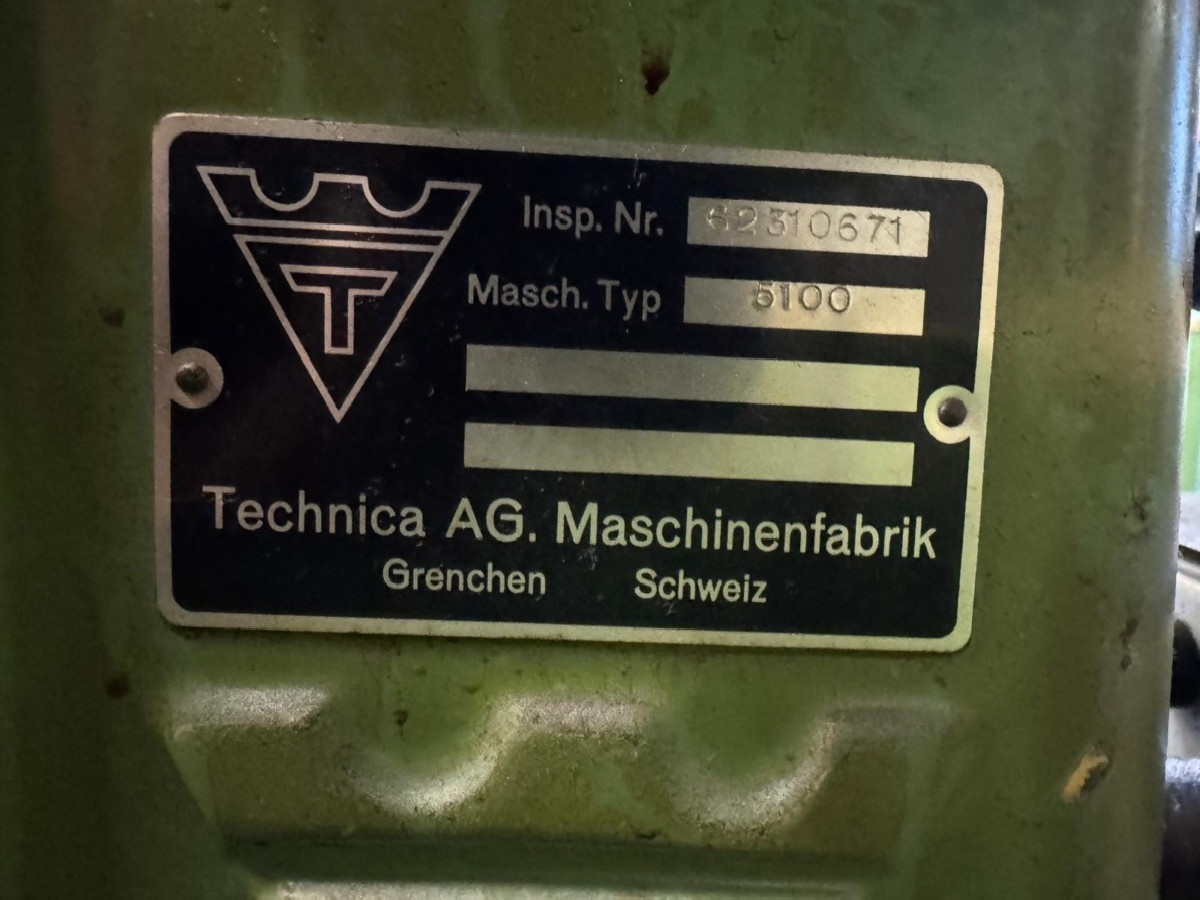 T
Insp. Nr. 62310671
Masch. Typ 5100
Technica AG. Maschinenfabrik
Grenchen Schweiz